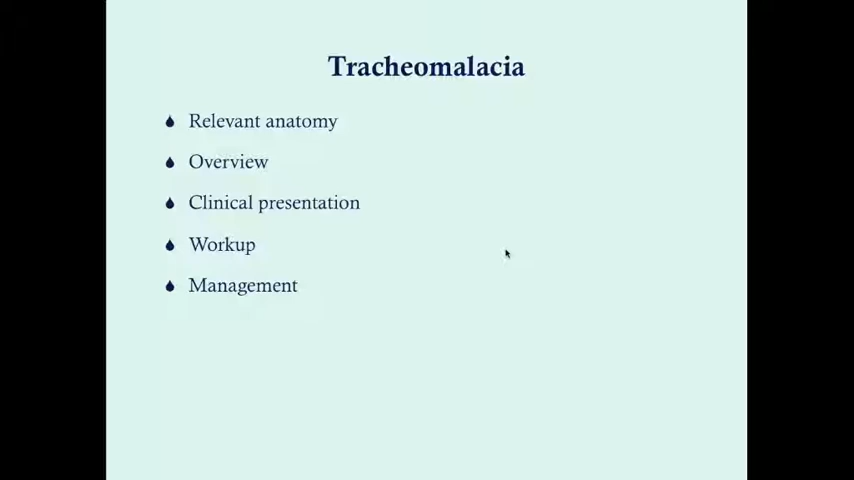 Tracheomalacia
Relevant anatomy
Overview
Clinical presentation
Workup
Management